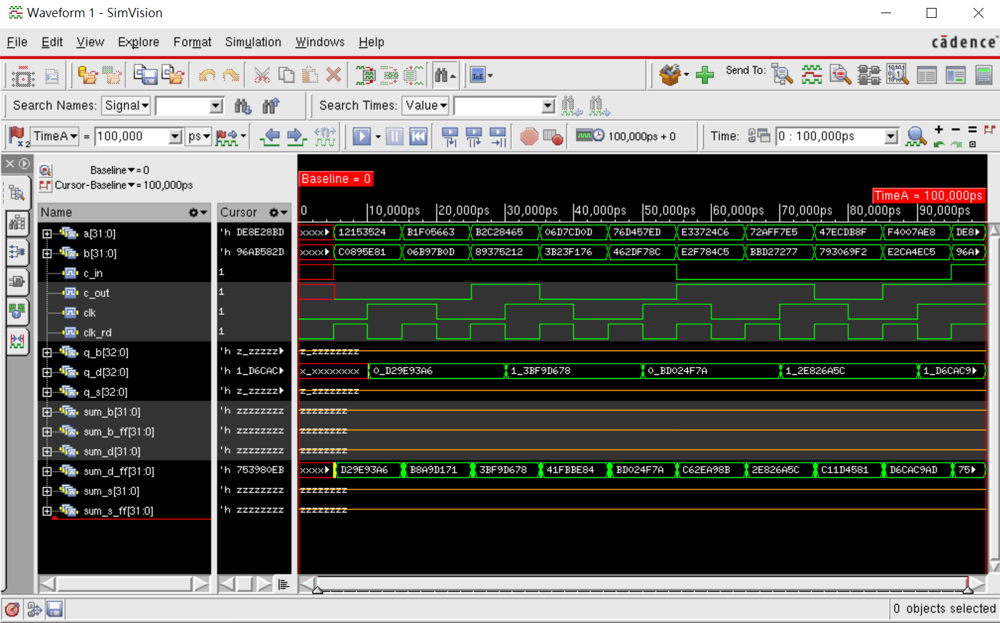 Waveform 1 - SimVision
File Edit View Explore Format Simulation Windows Help
cādence
Send To:
Search Names: Signal Search Times: Value
x2 TimeA = 100,000 ps 100,000ps + 0 Time: 0 : 100,000ps
Baseline = 0
Cursor-Baseline = 100,000ps
Baseline = 0
TimeA = 100,000ps
Name Cursor 0 10,000ps 20,000ps 30,000ps 40,000ps 50,000ps 60,000ps 70,000ps 80,000ps 90,000ps
a[31:0] 'h DE8E28BD xxxx 12153524 B1F05663 B2C28465 06D7CD0D 76D457ED E33724C6 72AFF7E5 47ECDB8F F4007AE8 DE8
b[31:0] 'h 96AB582D xxxx C0895E81 06B97B0D 89375212 3B23F176 462DF78C E2F784C5 BBD27277 793069F2 E2CA4EC5 96A
c_in 1
c_out 1
clk 1
clk_rd 1
q_b[32:0] 'h z_zzzzz z_zzzzzzzz
q_d[32:0] 'h 1_D6CAC x_xxxxxxxx 0_D29E93A6 1_3BF9D678 0_BD024F7A 1_2E826A5C 1_D6CAC9
q_s[32:0] 'h z_zzzzz z_zzzzzzzz
sum_b[31:0] 'h zzzzzzzz zzzzzzzz
sum_b_ff[31:0] 'h zzzzzzzz zzzzzzzz
sum_d[31:0] 'h zzzzzzzz zzzzzzzz
sum_d_ff[31:0] 'h 753980EB xxxx D29E93A6 B8A9D171 3BF9D678 41FBBE84 BD024F7A C62EA98B 2E826A5C C11D4581 D6CAC9AD 75
sum_s[31:0] 'h zzzzzzzz zzzzzzzz
sum_s_ff[31:0] 'h zzzzzzzz zzzzzzzz
0 objects selected